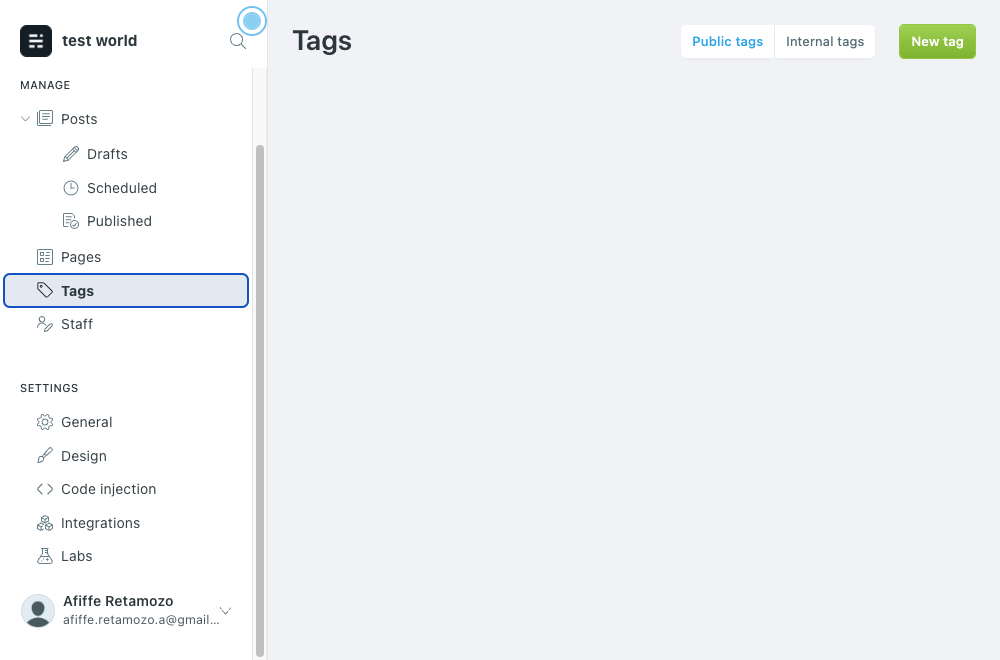 test world
Tags
Public tags
Internal tags
New tag
MANAGE
Posts
Drafts
Scheduled
Published
Pages
Tags
Staff
SETTINGS
General
Design
Code injection
Integrations
Labs
Afiffe Retamozo
afiffe.retamozo.a@gmail...